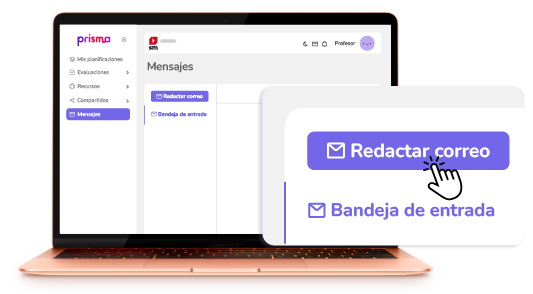 prisma
sm
Profesor
Mis planificaciones
Evaluaciones
Recursos
Compartidos
Mensajes
Mensajes
Redactar correo
Bandeja de entrada
Redactar correo
Bandeja de entrada